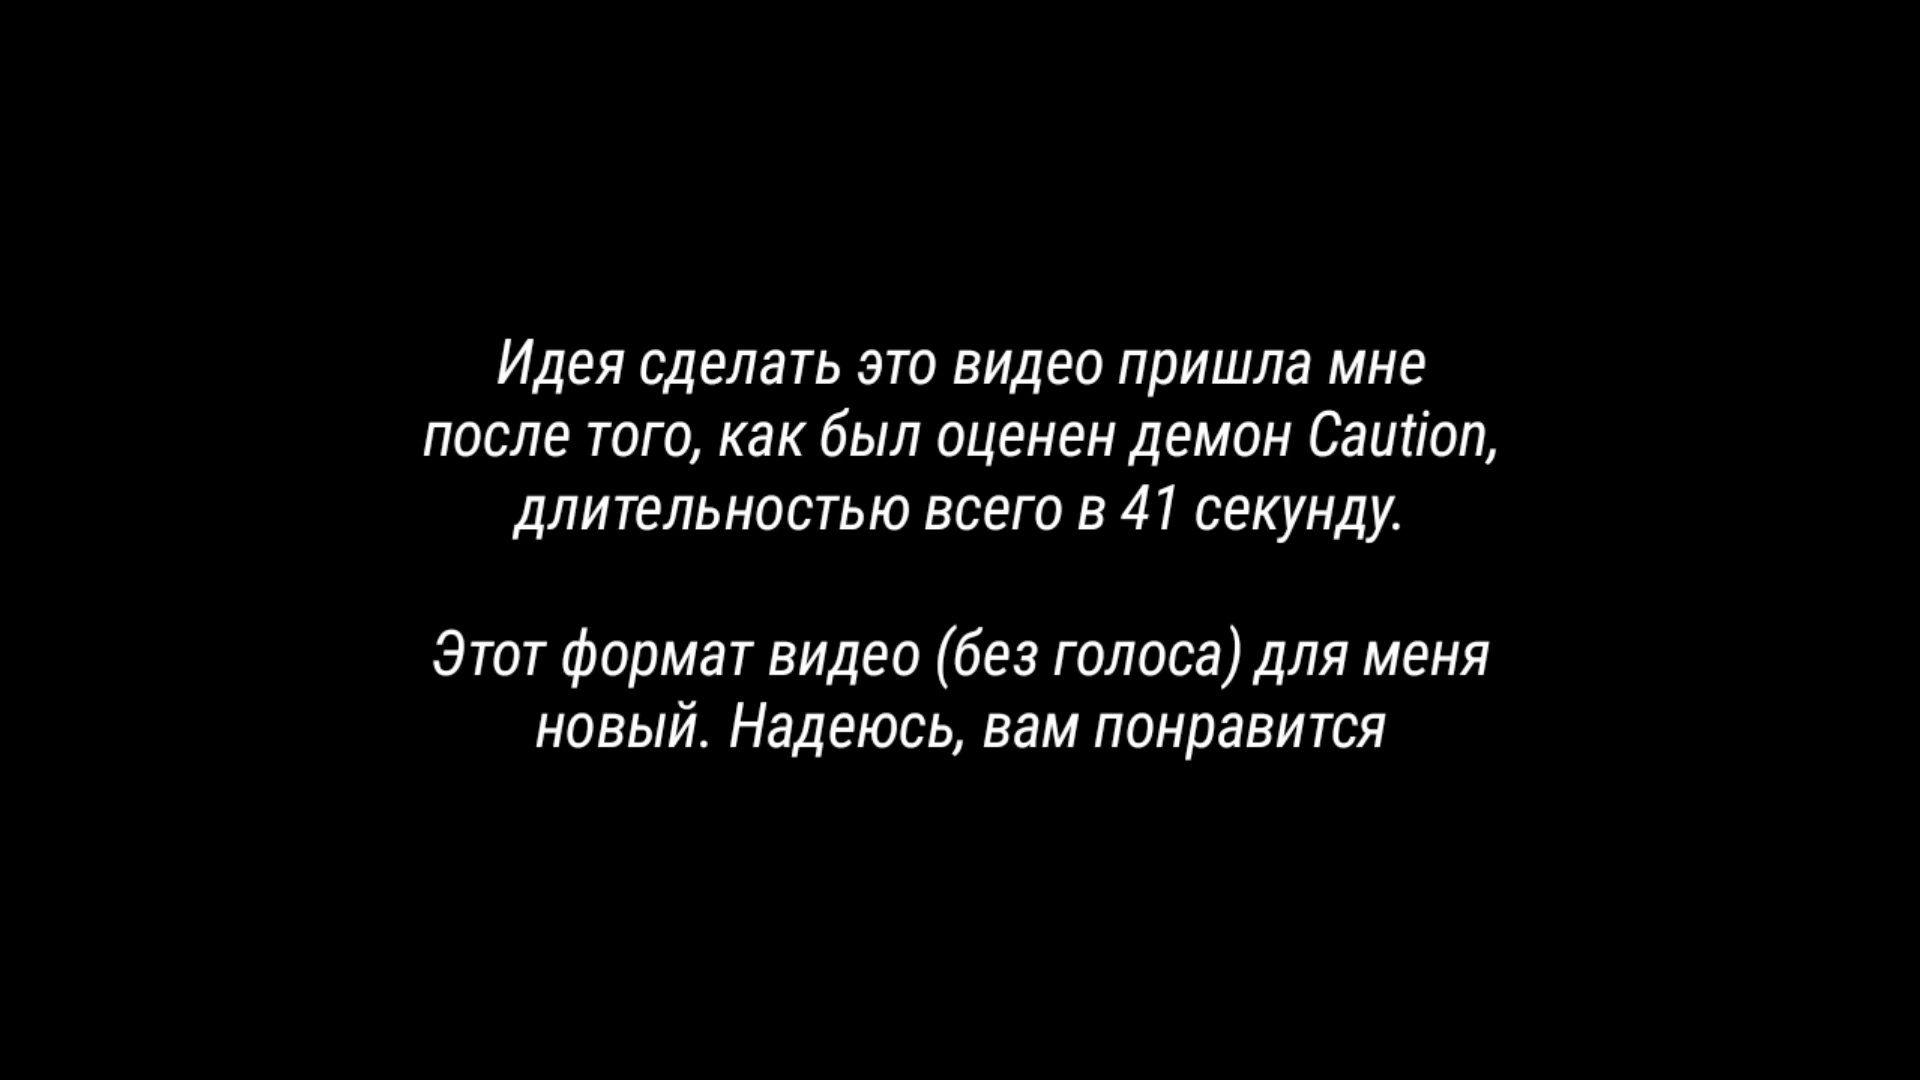 Идея сделать это видео пришла мне
после того, как был оценен демон Caution,
длительностью всего в 41 секунду.
Этот формат видео (без голоса) для меня
новый. Надеюсь, вам понравится